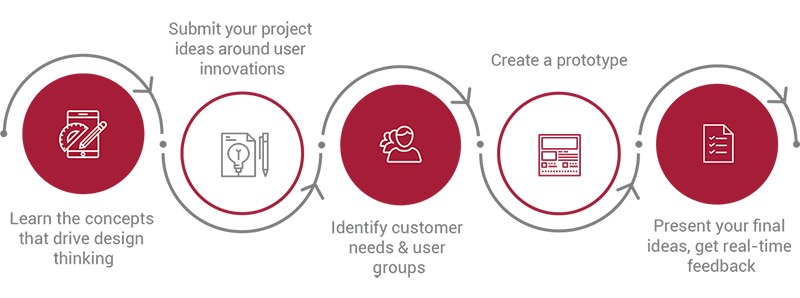 Learn the concepts
that drive design
thinking
Submit your project
ideas around user
innovations
Identify customer
needs & user
groups
Create a prototype
Present your final
ideas, get real-time
feedback